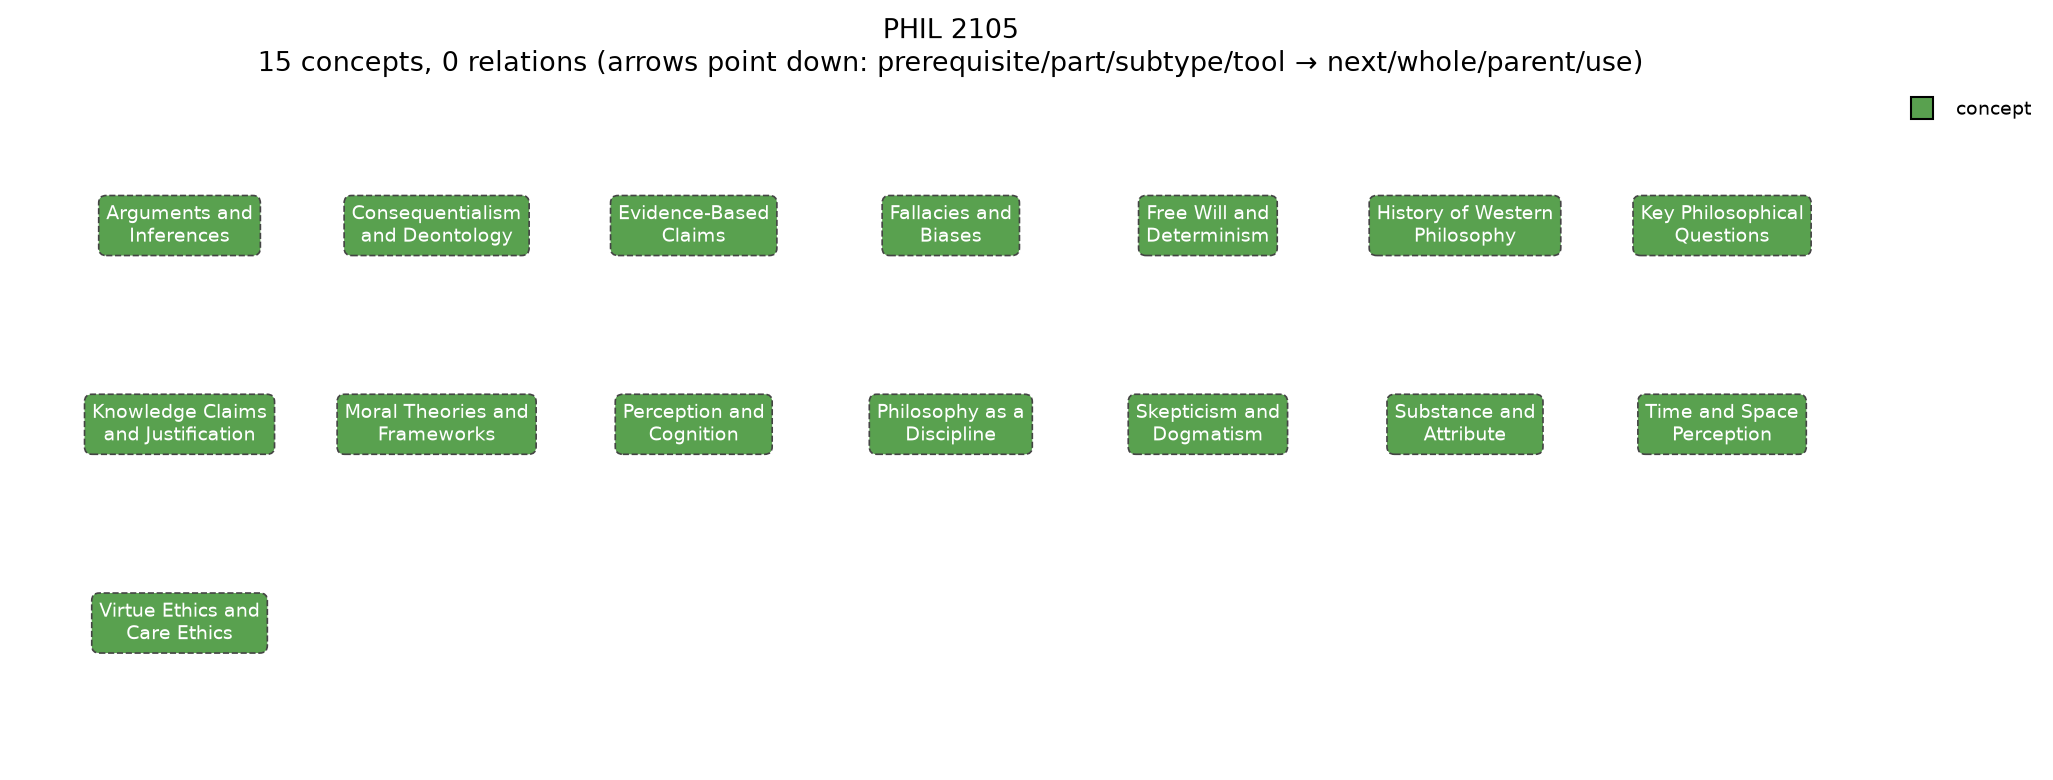 PHIL 2105
15 concepts, 0 relations (arrows point down: prerequisite/part/subtype/tool → next/whole/parent/use)
concept
Arguments and
Inferences
Consequentialism
and Deontology
Evidence-Based
Claims
Fallacies and
Biases
Free Will and
Determinism
History of Western
Philosophy
Key Philosophical
Questions
Knowledge Claims
and Justification
Moral Theories and
Frameworks
Perception and
Cognition
Philosophy as a
Discipline
Skepticism and
Dogmatism
Substance and
Attribute
Time and Space
Perception
Virtue Ethics and
Care Ethics